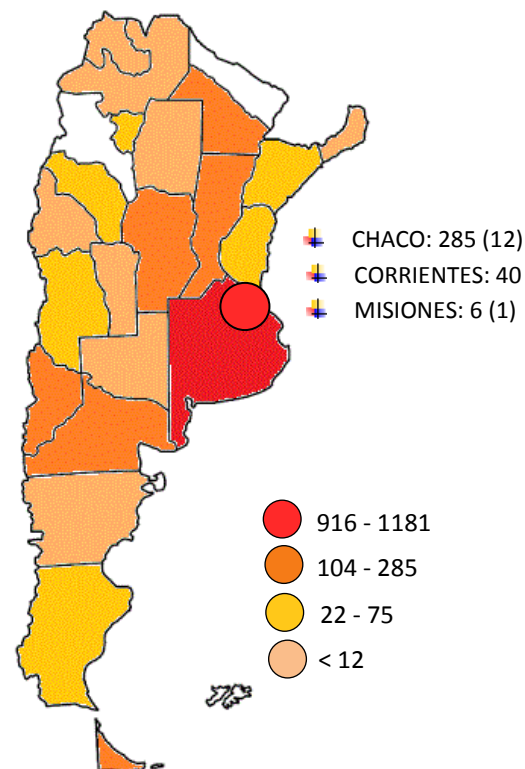 CHACO: 285 (12)
CORRIENTES: 40
MISIONES: 6 (1)
916 - 1181
104 - 285
22 - 75
< 12